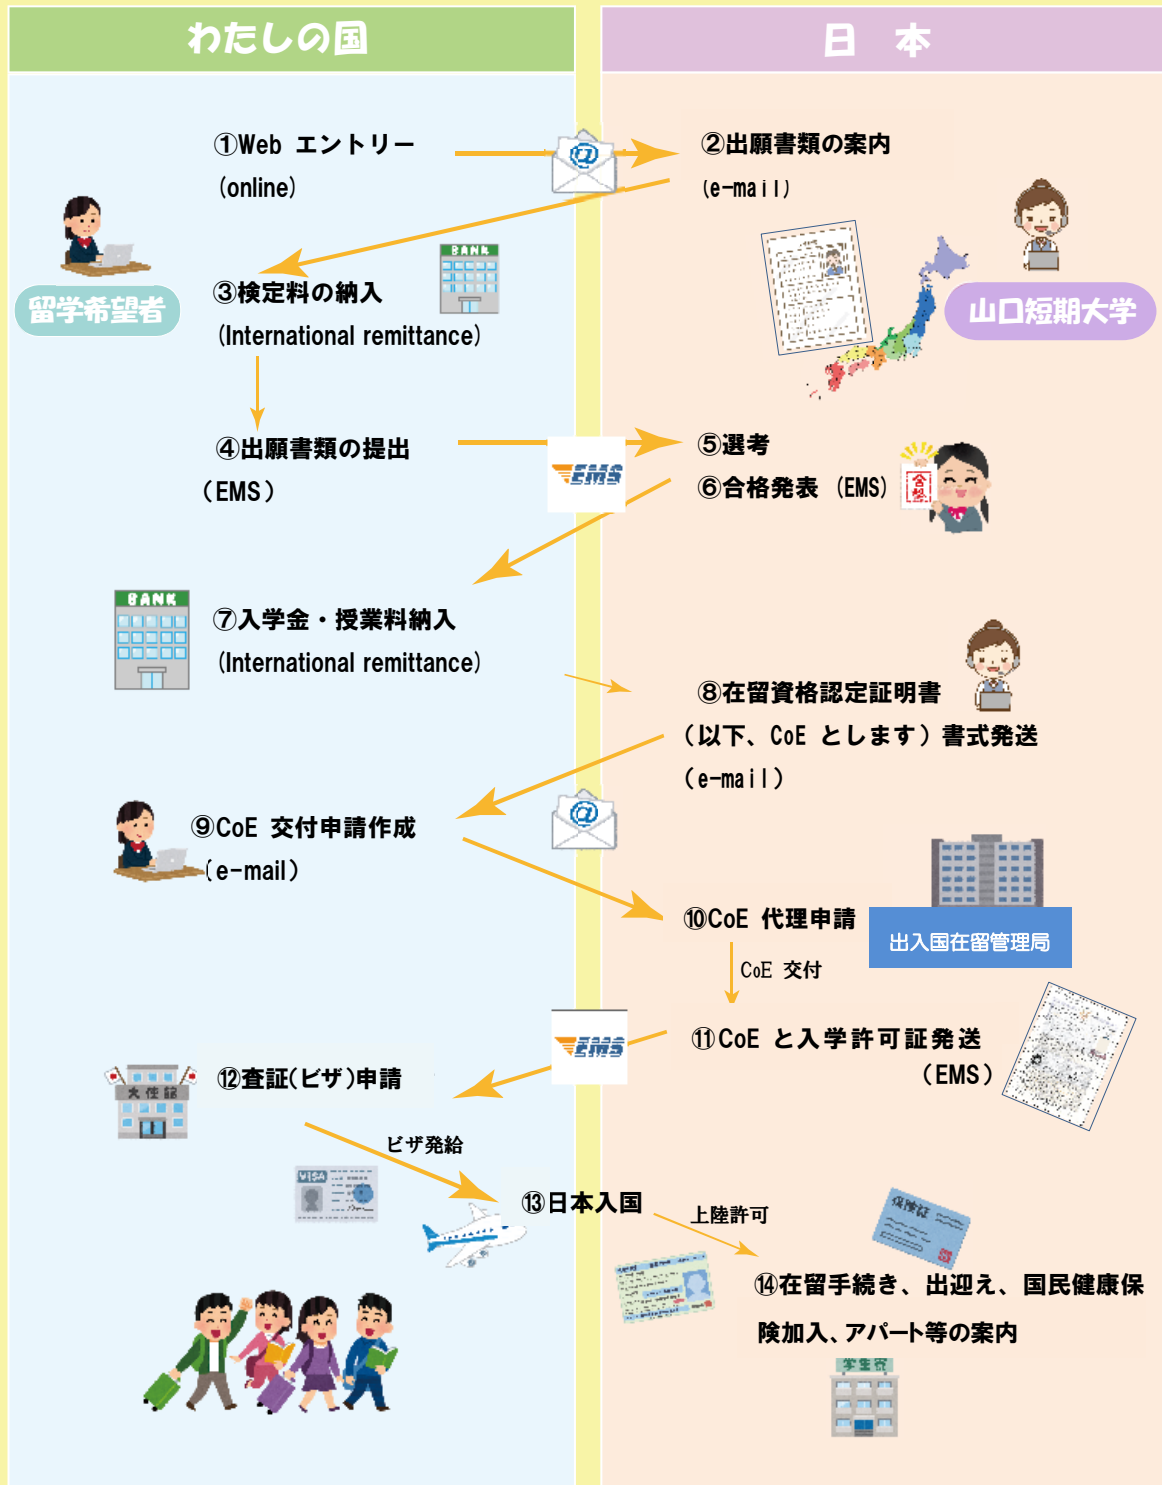 わたしの国
日 本
①Web エントリー
(online)
②出願書類の案内
(e-mail)
留学希望者
BANK
③検定料の納入
(International remittance)
山口短期大学
④出願書類の提出
(EMS)
EMS
⑤選考
⑥合格発表 (EMS)
合格
BANK
⑦入学金・授業料納入
(International remittance)
⑧在留資格認定証明書
(以下、CoE とします) 書式発送
(e-mail)
⑨CoE 交付申請作成
(e-mail)
⑩CoE 代理申請
出入国在留管理局
CoE 交付
EMS
⑪CoE と入学許可証発送
(EMS)
⑫査証(ビザ)申請
大使館
ビザ発給
VISA
⑬日本入国
上陸許可
保険証
⑭在留手続き、出迎え、国民健康保
険加入、アパート等の案内
学生寮